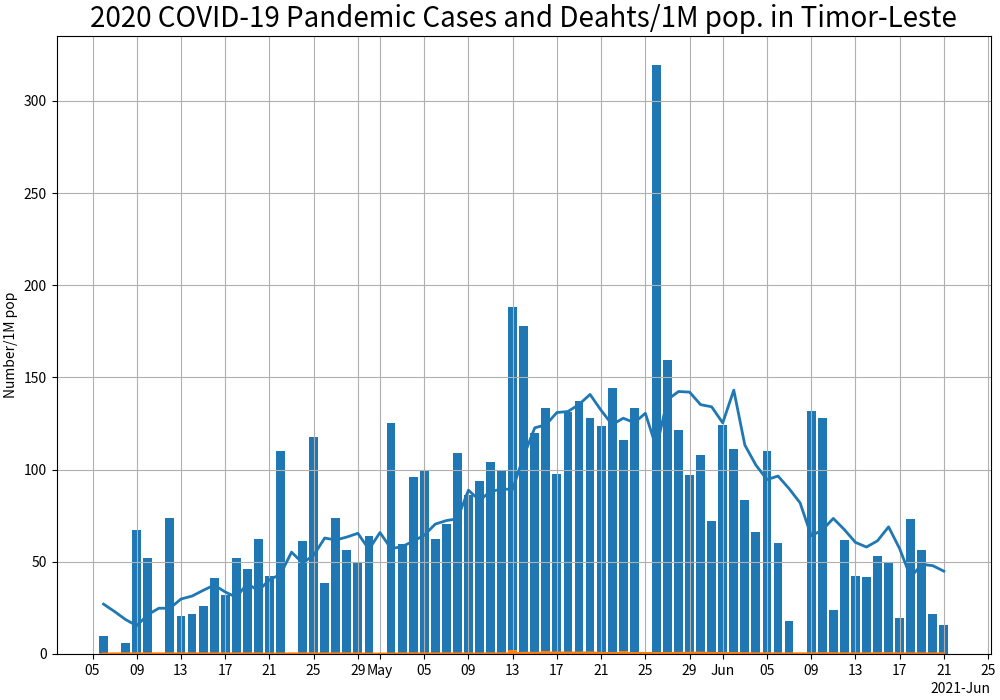 2020 COVID-19 Pandemic Cases and Deahts/1M pop. in Timor-Leste
Number/1M pop
300
250
200
150
100
50
0
05 09 13 17 21 25 29 May 05 09 13 17 21 25 29 Jun 05 09 13 17 21 25
2021-Jun